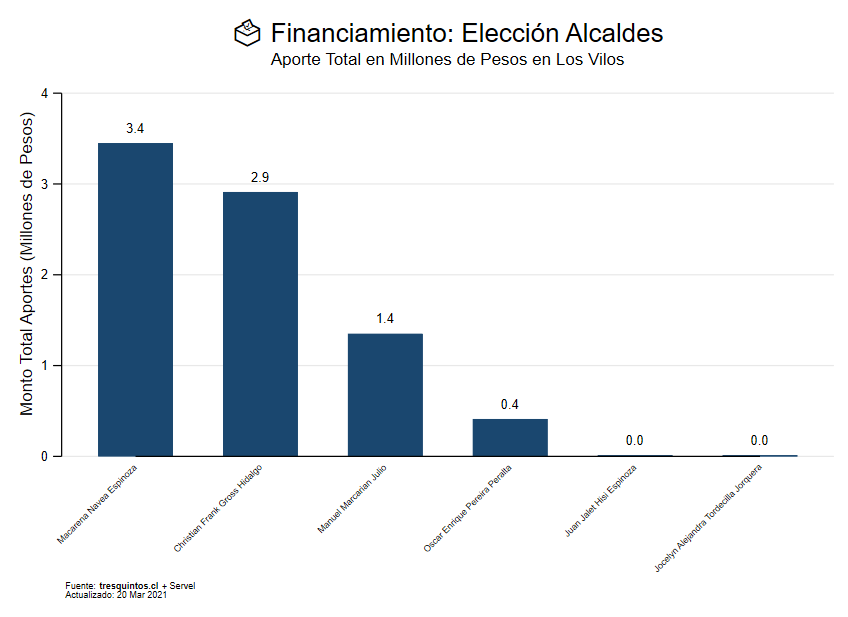 Financiamiento: Elección Alcaldes
Aporte Total en Millones de Pesos en Los Vilos
Monto Total Aportes (Millones de Pesos)
4
3
2
1
0
3.4
2.9
1.4
0.4
0.0
0.0
Macarena Navea Espinoza
Christian Frank Gross Hidalgo
Manuel Marcarian Julio
Oscar Enrique Pereira Peralta
Juan Jalet Hisi Espinoza
Jocelyn Alejandra Tordecilla Jorquera
Fuente: tresquintos.cl + Servel
Actualizado: 20 Mar 2021